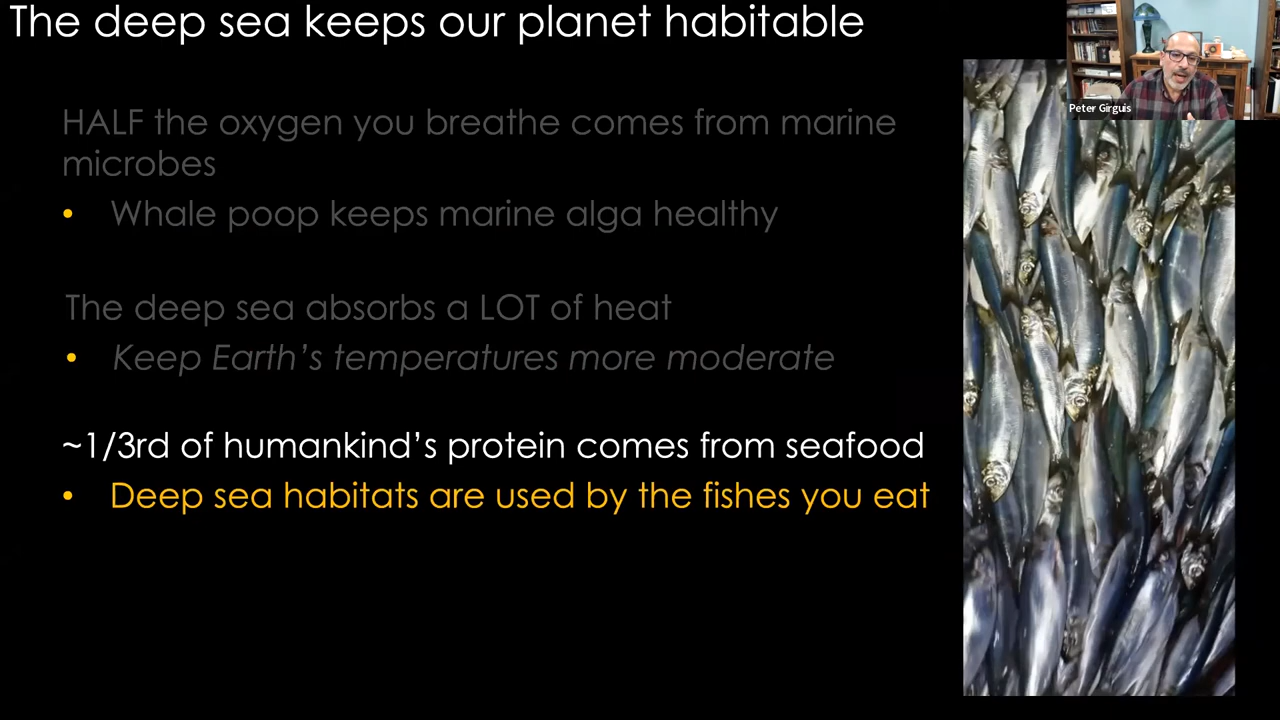 The deep sea keeps our planet habitable
Peter Girguis
HALF the oxygen you breathe comes from marine
microbes
• Whale poop keeps marine alga healthy
The deep sea absorbs a LOT of heat
• Keep Earth's temperatures more moderate
~1/3rd of humankind's protein comes from seafood
• Deep sea habitats are used by the fishes you eat